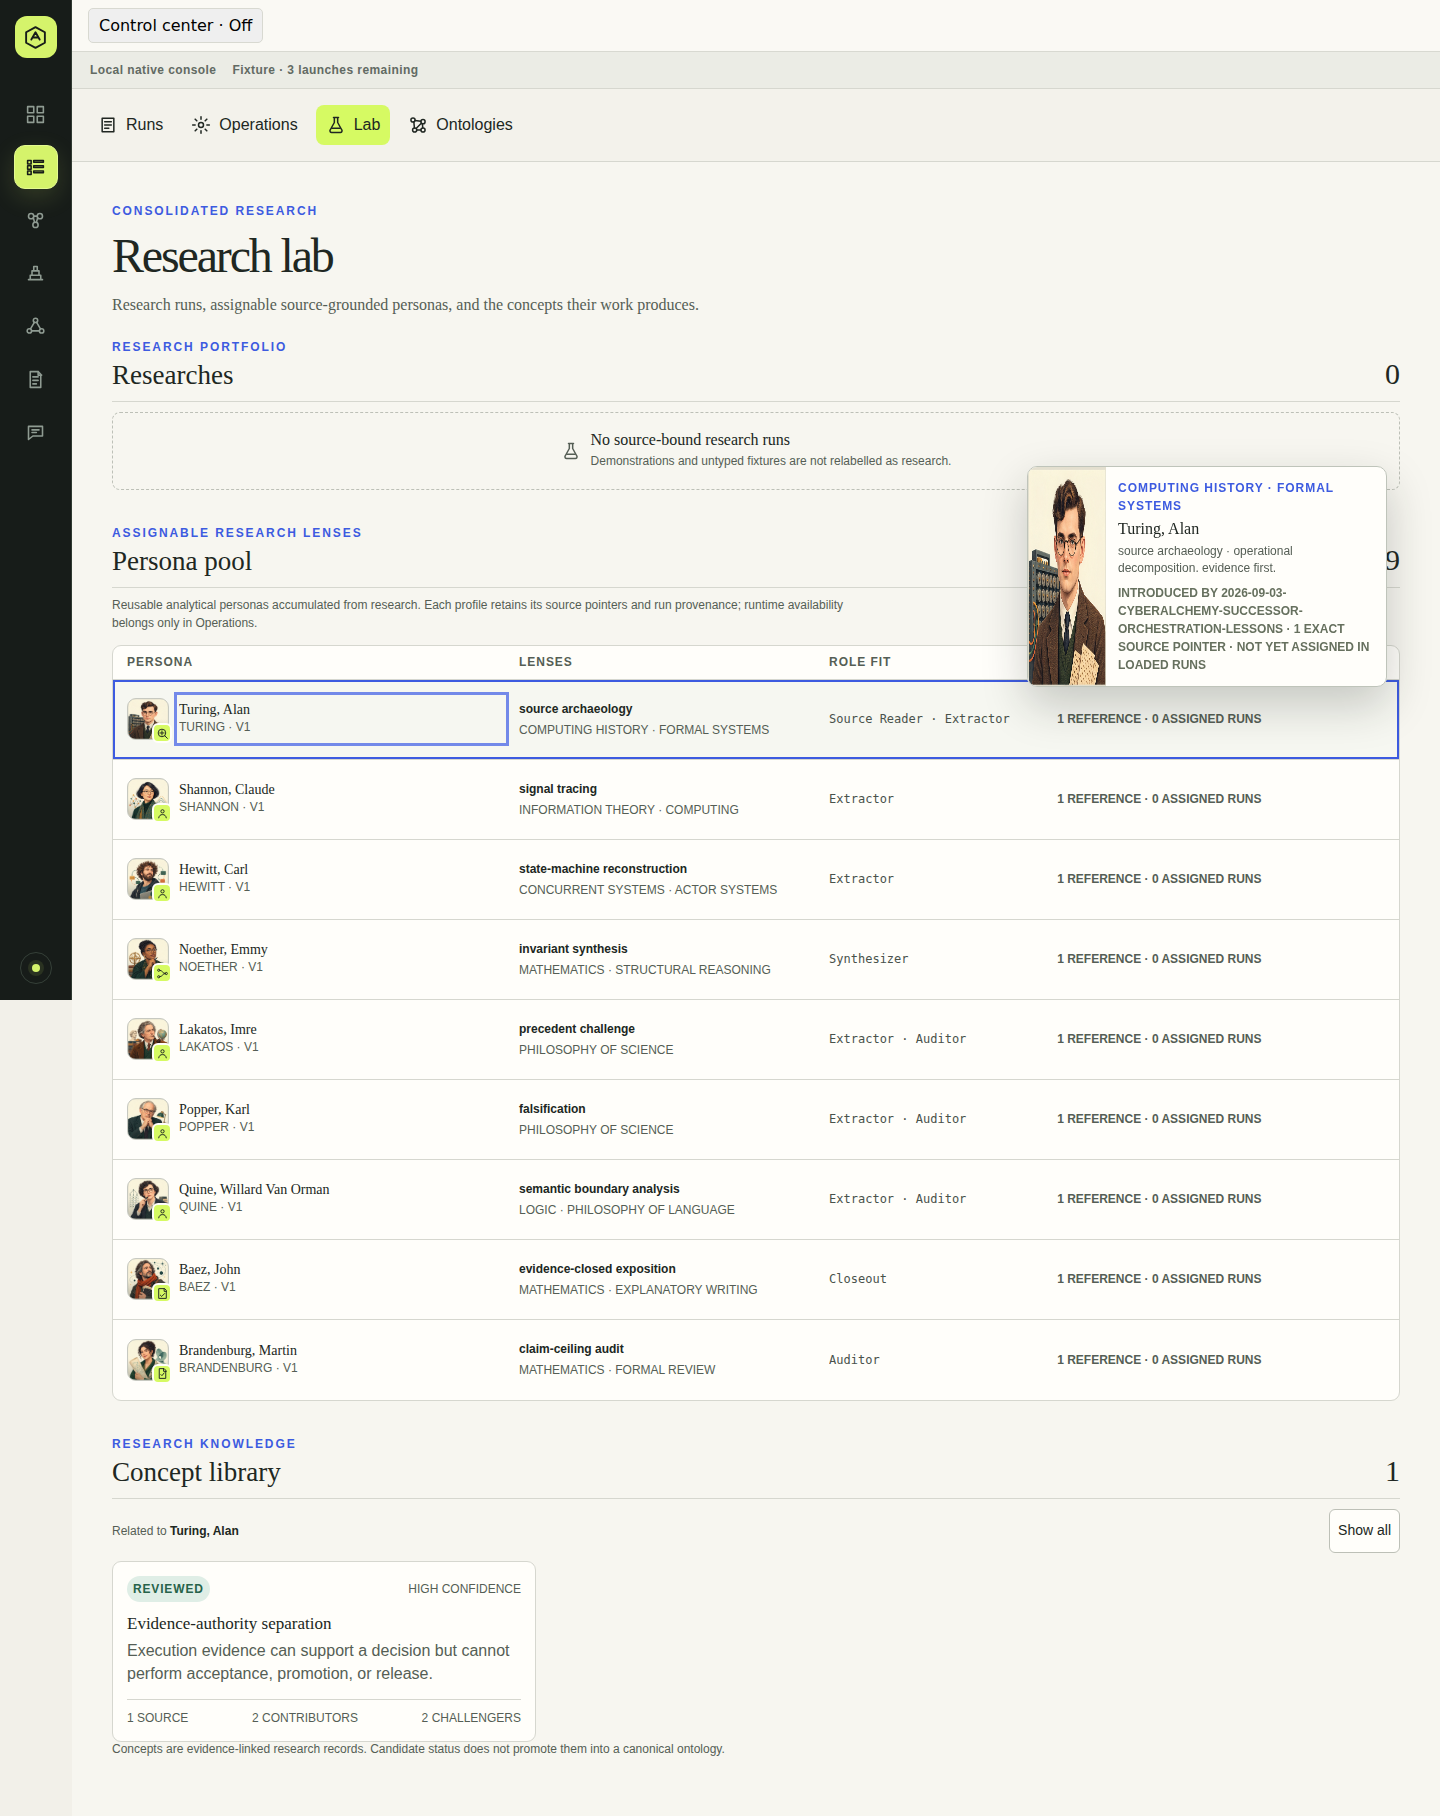 Control center · Off
Local native console Fixture · 3 launches remaining
Runs Operations Lab Ontologies
CONSOLIDATED RESEARCH
Research lab
Research runs, assignable source-grounded personas, and the concepts their work produces.
RESEARCH PORTFOLIO
Researches 0
No source-bound research runs
Demonstrations and untyped fixtures are not relabelled as research.
COMPUTING HISTORY · FORMAL
SYSTEMS
Turing, Alan
source archaeology · operational
decomposition. evidence first.
INTRODUCED BY 2026-09-03-
CYBERALCHEMY-SUCCESSOR-
ORCHESTRATION-LESSONS · 1 EXACT
SOURCE POINTER · NOT YET ASSIGNED IN
LOADED RUNS
ASSIGNABLE RESEARCH LENSES
Persona pool 9
Reusable analytical personas accumulated from research. Each profile retains its source pointers and run provenance; runtime availability
belongs only in Operations.
PERSONA LENSES ROLE FIT
Turing, Alan
TURING · V1
source archaeology
COMPUTING HISTORY · FORMAL SYSTEMS
Source Reader · Extractor
1 REFERENCE · 0 ASSIGNED RUNS
Shannon, Claude
SHANNON · V1
signal tracing
INFORMATION THEORY · COMPUTING
Extractor
1 REFERENCE · 0 ASSIGNED RUNS
Hewitt, Carl
HEWITT · V1
state-machine reconstruction
CONCURRENT SYSTEMS · ACTOR SYSTEMS
Extractor
1 REFERENCE · 0 ASSIGNED RUNS
Noether, Emmy
NOETHER · V1
invariant synthesis
MATHEMATICS · STRUCTURAL REASONING
Synthesizer
1 REFERENCE · 0 ASSIGNED RUNS
Lakatos, Imre
LAKATOS · V1
precedent challenge
PHILOSOPHY OF SCIENCE
Extractor · Auditor
1 REFERENCE · 0 ASSIGNED RUNS
Popper, Karl
POPPER · V1
falsification
PHILOSOPHY OF SCIENCE
Extractor · Auditor
1 REFERENCE · 0 ASSIGNED RUNS
Quine, Willard Van Orman
QUINE · V1
semantic boundary analysis
LOGIC · PHILOSOPHY OF LANGUAGE
Extractor · Auditor
1 REFERENCE · 0 ASSIGNED RUNS
Baez, John
BAEZ · V1
evidence-closed exposition
MATHEMATICS · EXPLANATORY WRITING
Closeout
1 REFERENCE · 0 ASSIGNED RUNS
Brandenburg, Martin
BRANDENBURG · V1
claim-ceiling audit
MATHEMATICS · FORMAL REVIEW
Auditor
1 REFERENCE · 0 ASSIGNED RUNS
RESEARCH KNOWLEDGE
Concept library 1
Related to Turing, Alan Show all
REVIEWED HIGH CONFIDENCE
Evidence-authority separation
Execution evidence can support a decision but cannot
perform acceptance, promotion, or release.
1 SOURCE 2 CONTRIBUTORS 2 CHALLENGERS
Concepts are evidence-linked research records. Candidate status does not promote them into a canonical ontology.